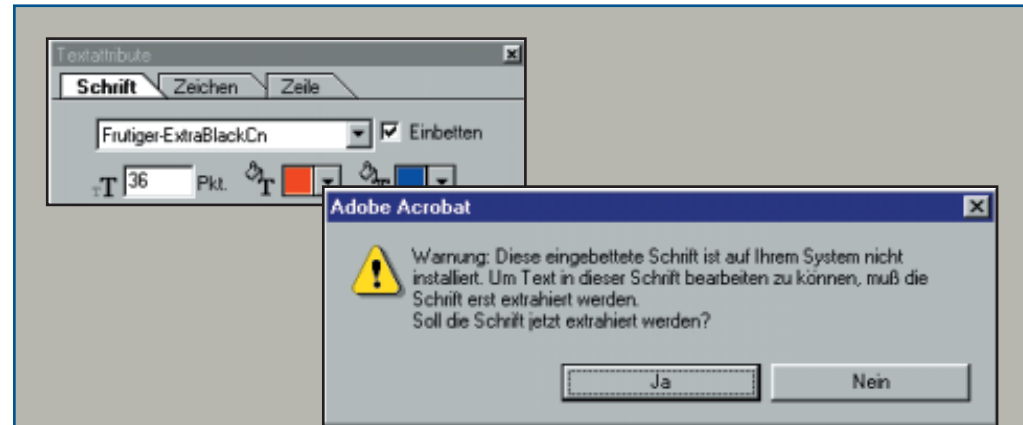 Textattribute
Schrift Zeichen Zeile
Frutiger-ExtraBlackCn Einbetten
T 36 Pkt. T T
Adobe Acrobat
Warnung: Diese eingebettete Schrift ist auf Ihrem System nicht
installiert. Um Text in dieser Schrift bearbeiten zu können, muß die
Schrift erst extrahiert werden.
Soll die Schrift jetzt extrahiert werden?
Ja Nein